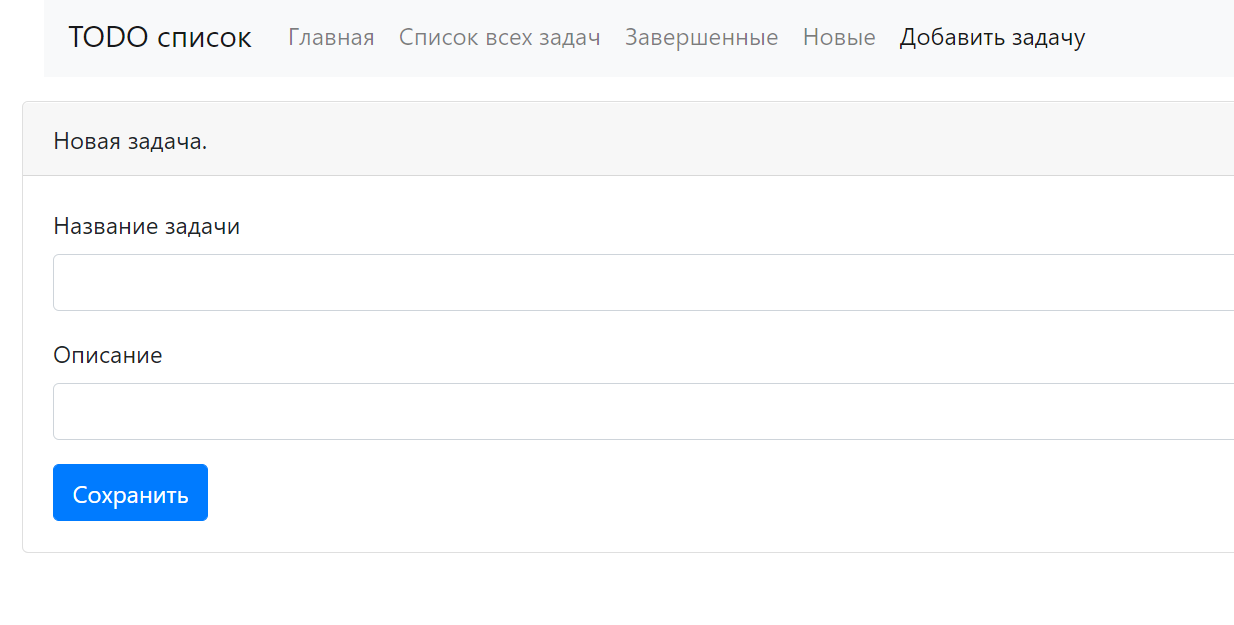 TODO список Главная Список всех задач Завершенные Новые Добавить задачу
Новая задача.
Название задачи
Описание
Сохранить